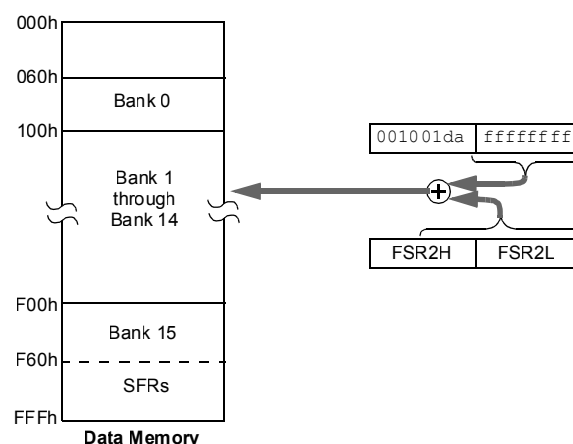 000h
060h
Bank 0
100h
001001da ffffffff
Bank 1
through
Bank 14
FSR2H FSR2L
F00h
Bank 15
F60h
SFRs
FFFh
Data Memory